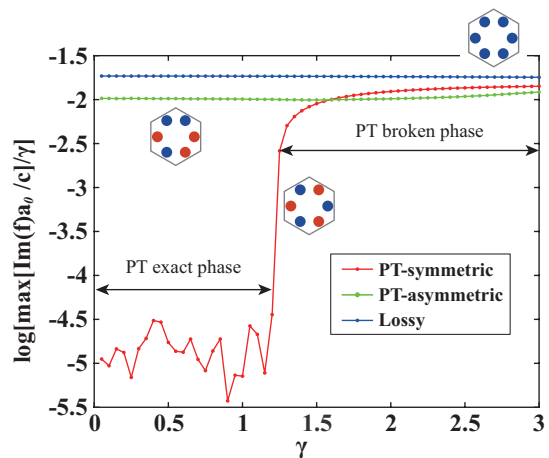 -1.5
-2
-2.5
-3
-3.5
-4
-4.5
-5
-5.5
log[max[Im(f)a₀ /c]/γ]
PT broken phase
PT exact phase
PT-symmetric
PT-asymmetric
Lossy
0 0.5 1 1.5 2 2.5 3
γ